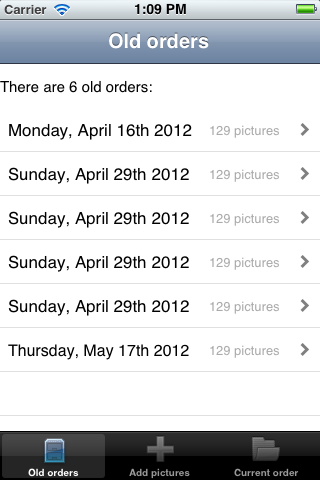 Carrier 1:09 PM
Old orders
There are 6 old orders:
Monday, April 16th 2012 129 pictures
Sunday, April 29th 2012 129 pictures
Sunday, April 29th 2012 129 pictures
Sunday, April 29th 2012 129 pictures
Sunday, April 29th 2012 129 pictures
Thursday, May 17th 2012 129 pictures
Old orders Add pictures Current order